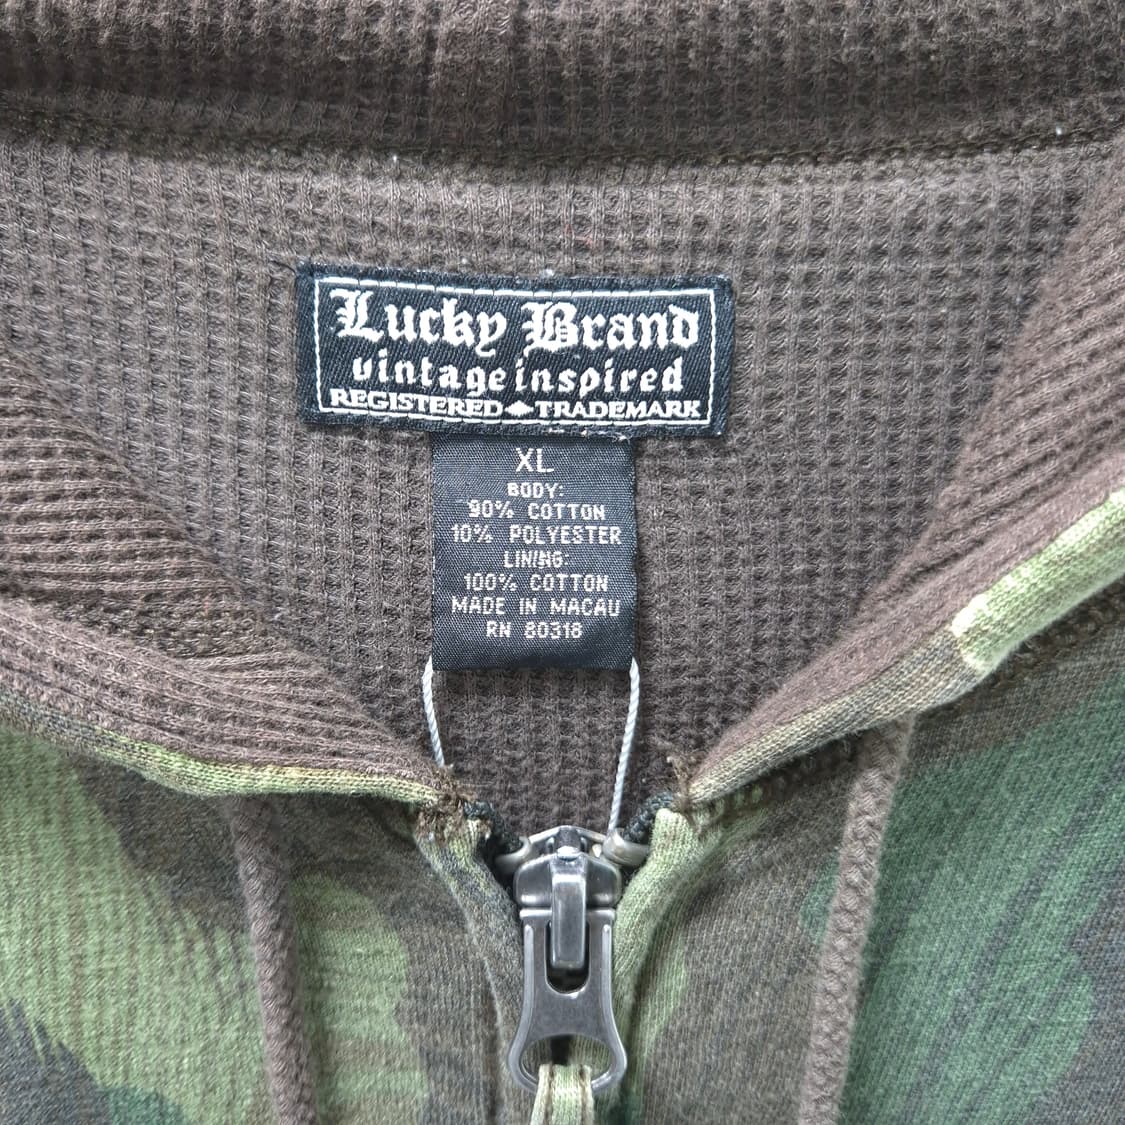 Lucky Brand
vintage inspired
REGISTERED TRADEMARK
XL
BODY:
90% COTTON
10% POLYESTER
LINING:
100% COTTON
MADE IN MACAU
RN 80318